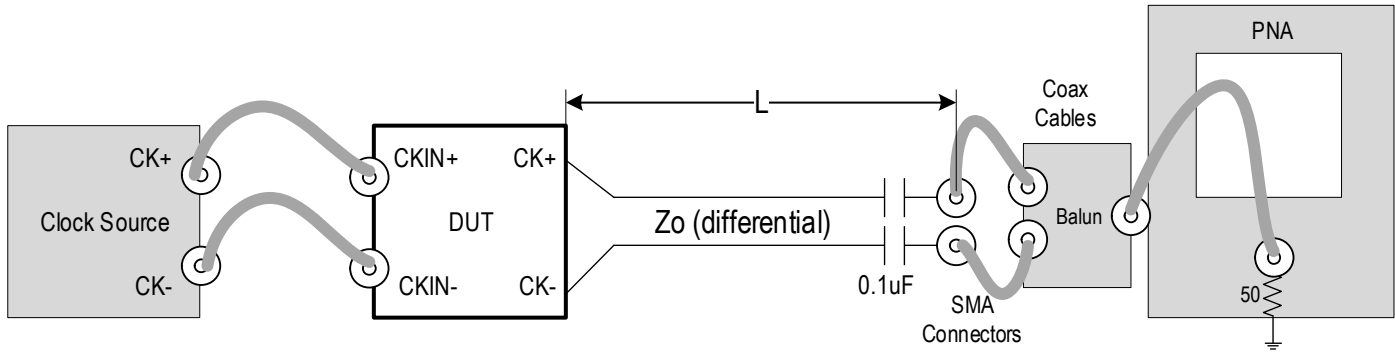 Clock Source
CK+
CK-
CKIN+
CKIN-
DUT
CK+
CK-
L
Zo (differential)
0.1uF
SMA
Connectors
Coax
Cables
Balun
PNA
50